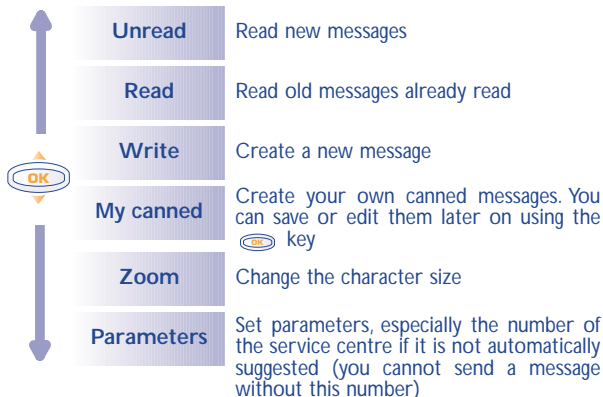 Unread Read new messages
Read Read old messages already read
Write Create a new message
OK
My canned Create your own canned messages. You
can save or edit them later on using the
OK key
Zoom Change the character size
Parameters Set parameters, especially the number of
the service centre if it is not automatically
suggested (you cannot send a message
without this number)